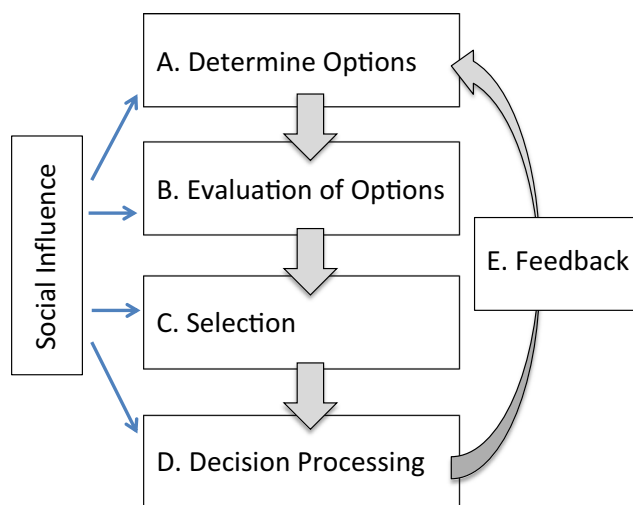 A. Determine Options
B. Evaluation of Options
Social Influence
E. Feedback
C. Selection
D. Decision Processing